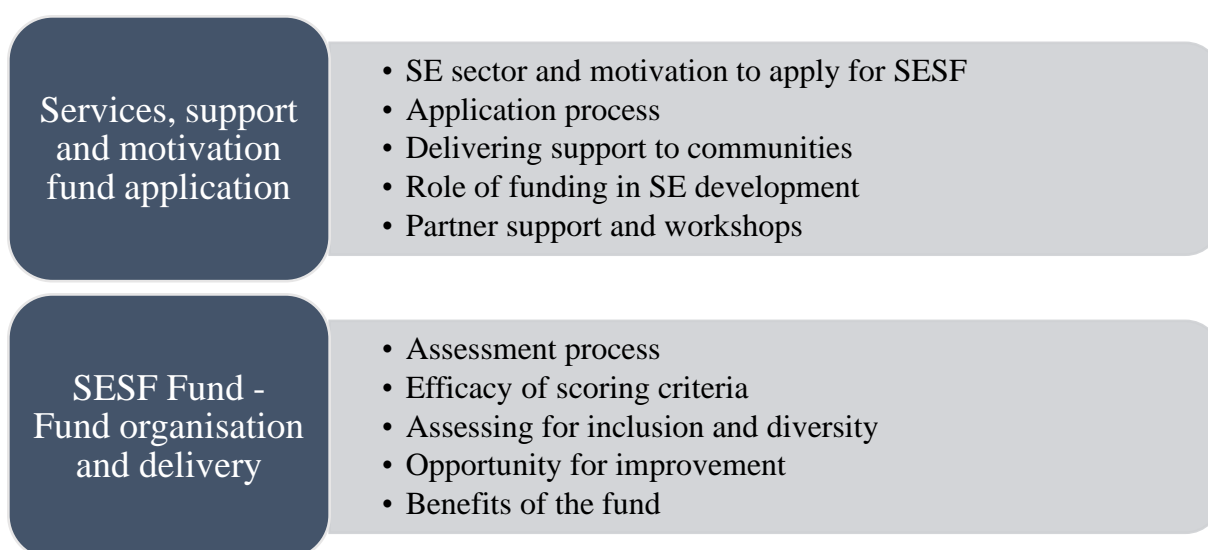 Services, support
and motivation
fund application
• SE sector and motivation to apply for SESF
• Application process
• Delivering support to communities
• Role of funding in SE development
• Partner support and workshops
SESF Fund -
Fund organisation
and delivery
• Assessment process
• Efficacy of scoring criteria
• Assessing for inclusion and diversity
• Opportunity for improvement
• Benefits of the fund